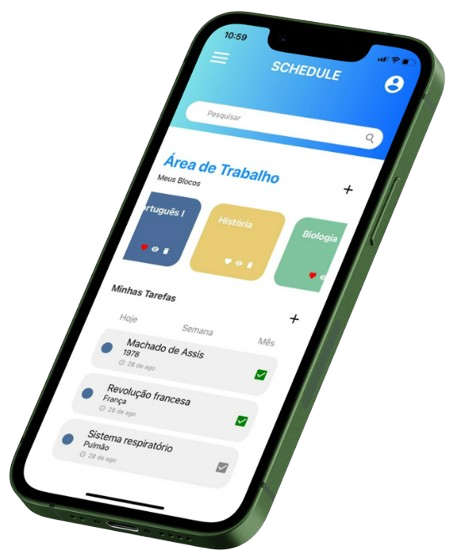 10:59
SCHEDULE
Pesquisar
Área de Trabalho
Meus Blocos
+
ortuguês I
História
Biologia
Minhas Tarefas
+
Hoje Semana Mês
Machado de Assis
1978
28 de ago
Revolução francesa
França
28 de ago
Sistema respiratório
Pulmão
28 de ago